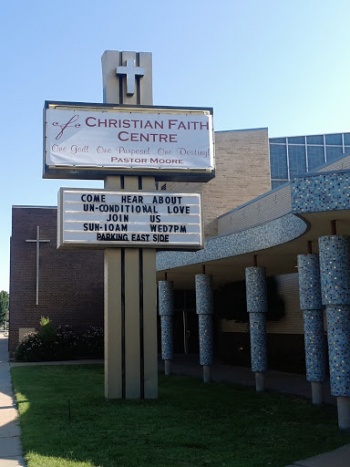 cfc CHRISTIAN FAITH
CENTRE
One God! One Purpose! One Destiny!
PASTOR MOORE
COME HEAR ABOUT
UN-CONDITIONAL LOVE
JOIN US
SUN-10AM WED7PM
PARKING EAST SIDE